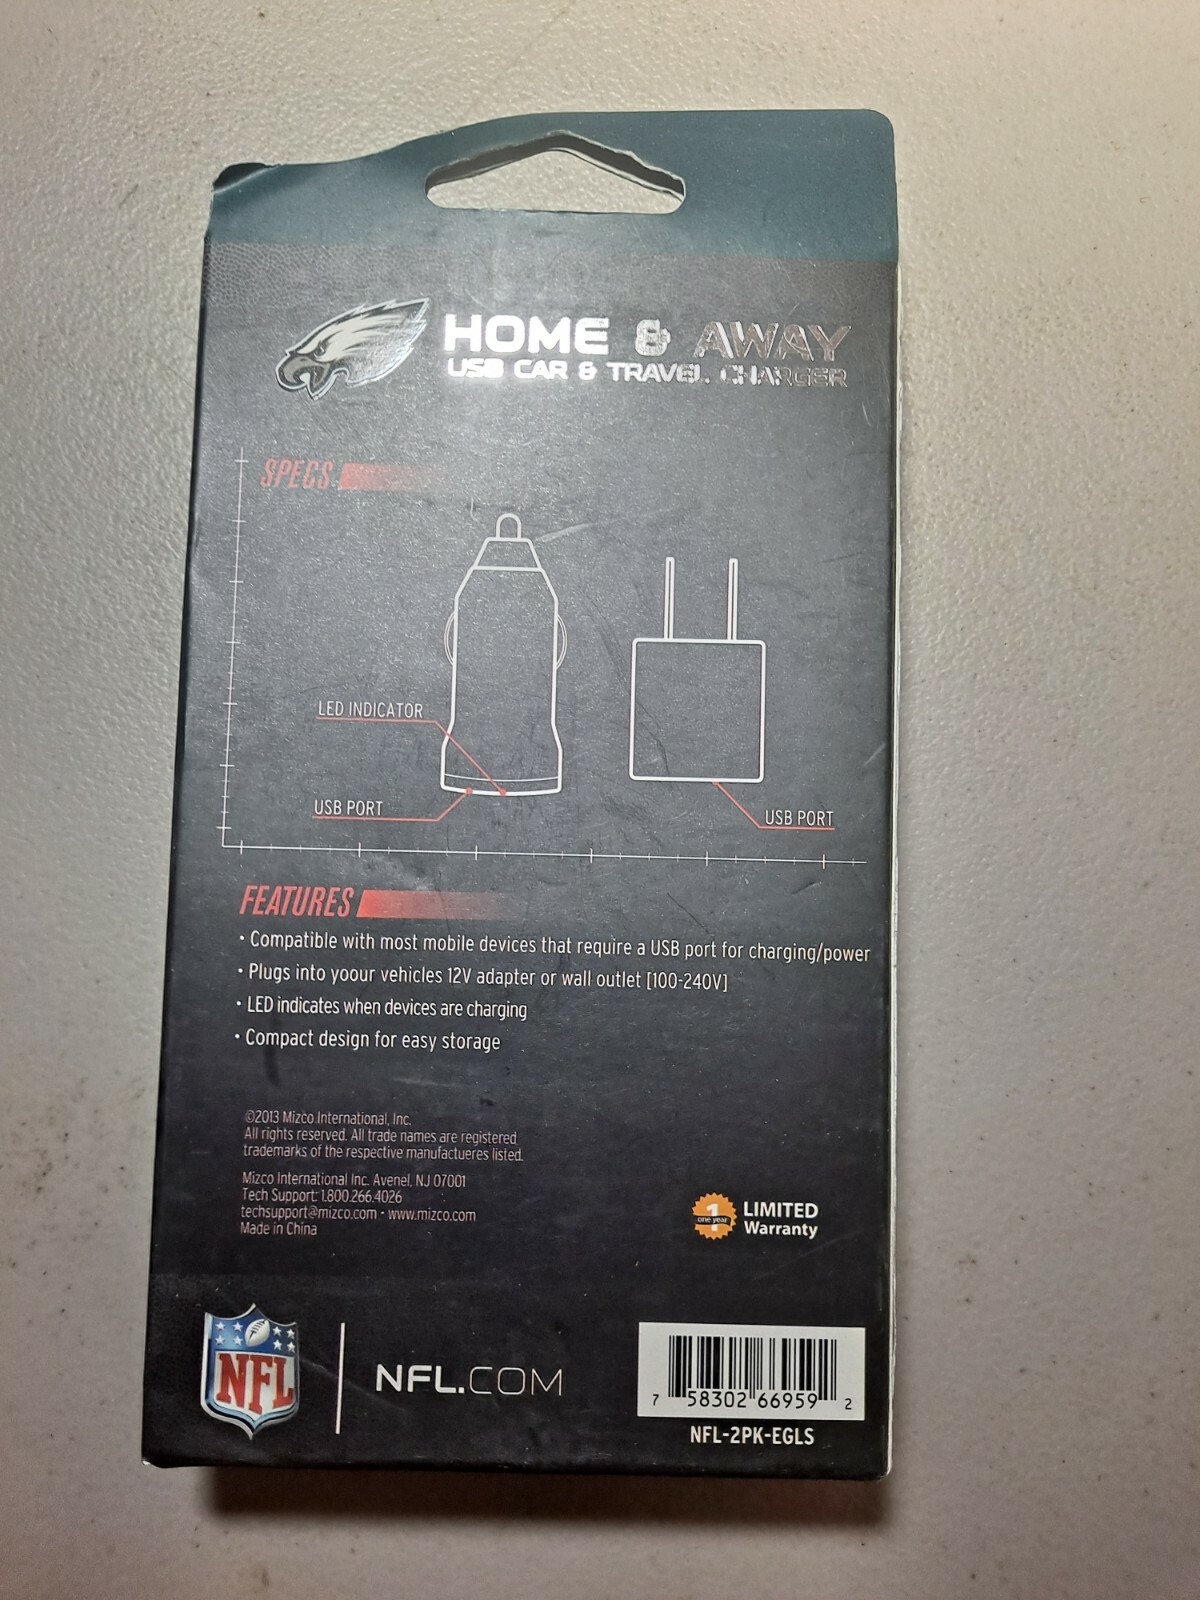 HOME & AWAY
USB CAR & TRAVEL CHARGER
SPECS
LED INDICATOR
USB PORT
USB PORT
FEATURES
• Compatible with most mobile devices that require a USB port for charging/power
• Plugs into yoour vehicles 12V adapter or wall outlet [100-240V]
• LED indicates when devices are charging
• Compact design for easy storage
©2013 Mizco International, Inc.
All rights reserved. All trade names are registered
trademarks of the respective manufactueres listed.
Mizco International Inc. Avenel, NJ 07001
Tech Support: 1.800.266.4026
techsupport@mizco.com • www.mizco.com
Made in China
1
one year
LIMITED
Warranty
NFL
NFL.COM
7 58302 66959 2
NFL-2PK-EGLS